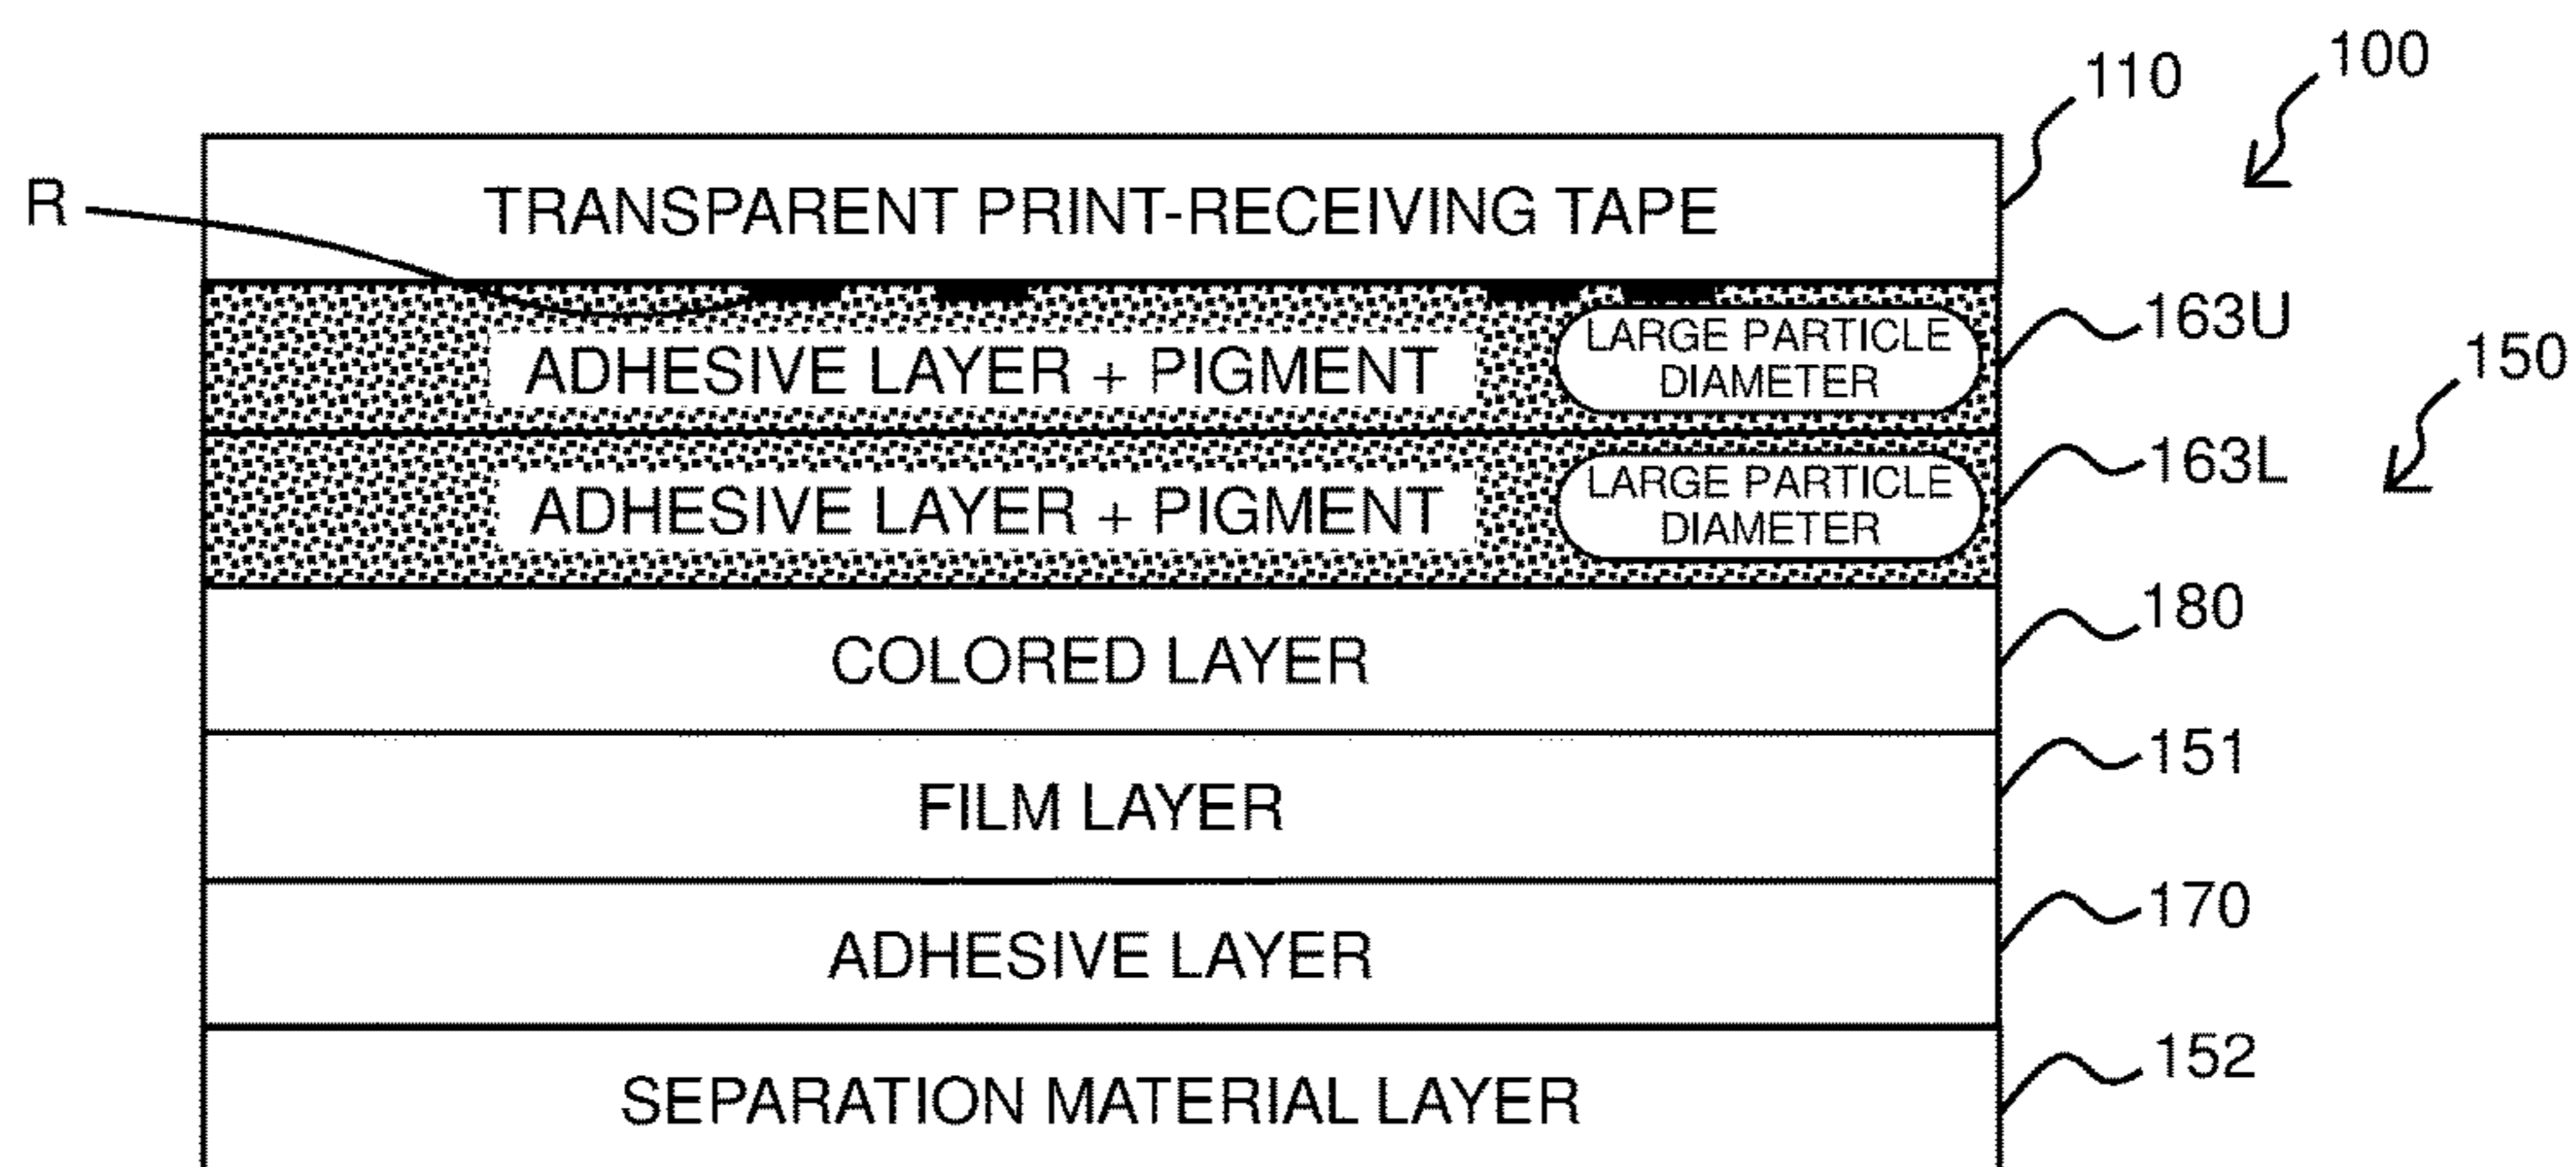 100
110
R
TRANSPARENT PRINT-RECEIVING TAPE
163U
ADHESIVE LAYER + PIGMENT
LARGE PARTICLE
DIAMETER
150
163L
ADHESIVE LAYER + PIGMENT
LARGE PARTICLE
DIAMETER
180
COLORED LAYER
151
FILM LAYER
170
ADHESIVE LAYER
152
SEPARATION MATERIAL LAYER